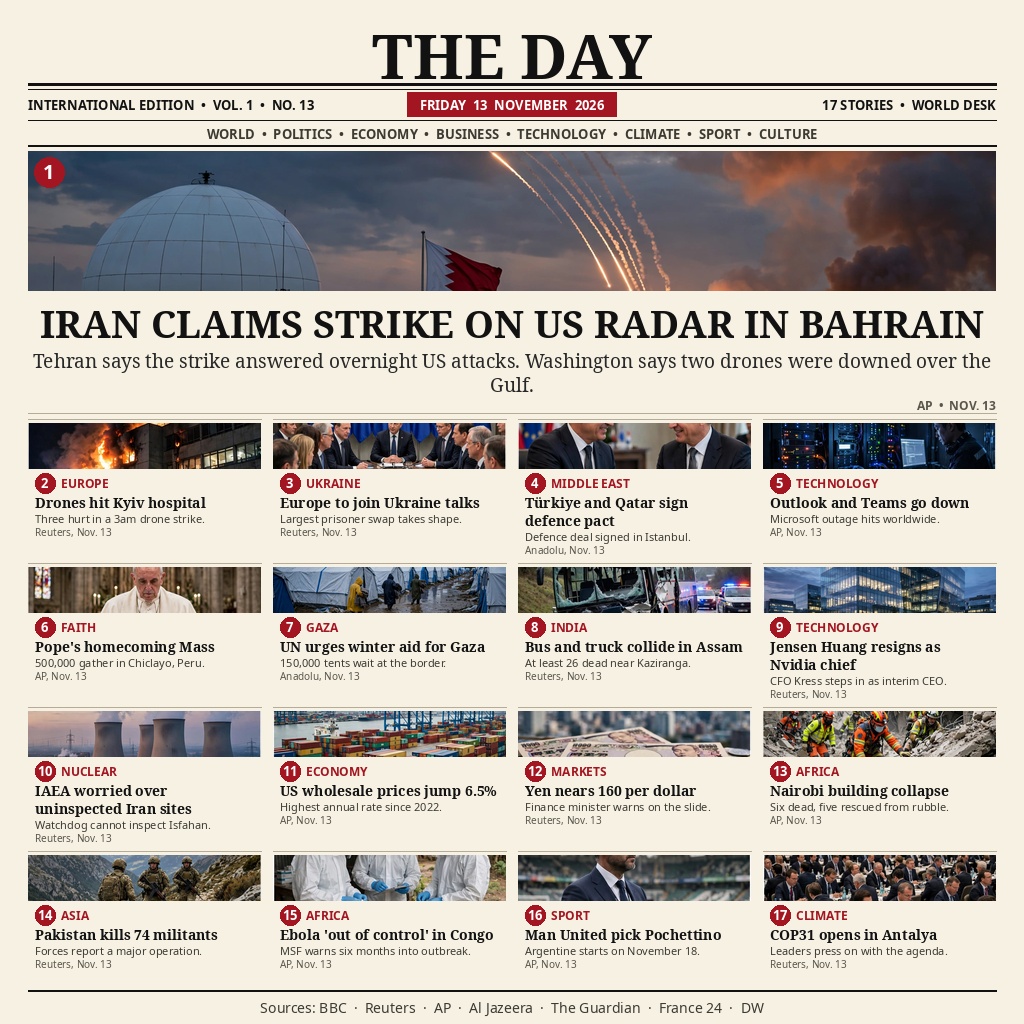 THE DAY
INTERNATIONAL EDITION • VOL. 1 • NO. 13
FRIDAY 13 NOVEMBER 2026
17 STORIES • WORLD DESK
WORLD • POLITICS • ECONOMY • BUSINESS • TECHNOLOGY • CLIMATE • SPORT • CULTURE
1
IRAN CLAIMS STRIKE ON US RADAR IN BAHRAIN
Tehran says the strike answered overnight US attacks. Washington says two drones were downed over the
Gulf.
AP • NOV. 13
2 EUROPE
Drones hit Kyiv hospital
Three hurt in a 3am drone strike.
Reuters, Nov. 13
3 UKRAINE
Europe to join Ukraine talks
Largest prisoner swap takes shape.
Reuters, Nov. 13
4 MIDDLE EAST
Türkiye and Qatar sign
defence pact
Defence deal signed in Istanbul.
Anadolu, Nov. 13
5 TECHNOLOGY
Outlook and Teams go down
Microsoft outage hits worldwide.
AP, Nov. 13
6 FAITH
Pope's homecoming Mass
500,000 gather in Chiclayo, Peru.
AP, Nov. 13
7 GAZA
UN urges winter aid for Gaza
150,000 tents wait at the border.
Anadolu, Nov. 13
8 INDIA
Bus and truck collide in Assam
At least 26 dead near Kaziranga.
Reuters, Nov. 13
9 TECHNOLOGY
Jensen Huang resigns as
Nvidia chief
CFO Kress steps in as interim CEO.
Reuters, Nov. 13
10 NUCLEAR
IAEA worried over
uninspected Iran sites
Watchdog cannot inspect Isfahan.
Reuters, Nov. 13
11 ECONOMY
US wholesale prices jump 6.5%
Highest annual rate since 2022.
AP, Nov. 13
12 MARKETS
Yen nears 160 per dollar
Finance minister warns on the slide.
Reuters, Nov. 13
13 AFRICA
Nairobi building collapse
Six dead, five rescued from rubble.
AP, Nov. 13
14 ASIA
Pakistan kills 74 militants
Forces report a major operation.
Reuters, Nov. 13
15 AFRICA
Ebola 'out of control' in Congo
MSF warns six months into outbreak.
AP, Nov. 13
16 SPORT
Man United pick Pochettino
Argentine starts on November 18.
AP, Nov. 13
17 CLIMATE
COP31 opens in Antalya
Leaders press on with the agenda.
Reuters, Nov. 13
Sources: BBC · Reuters · AP · Al Jazeera · The Guardian · France 24 · DW